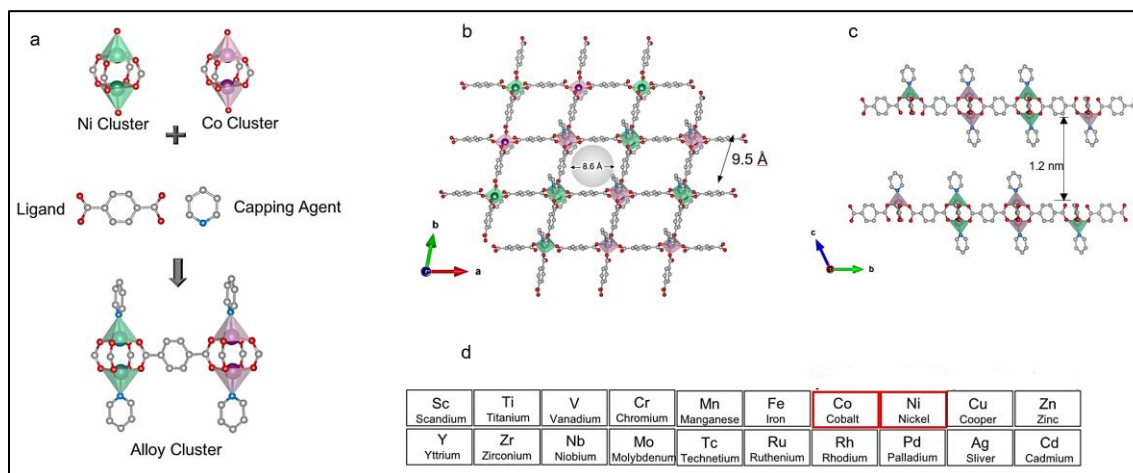 a
Ni Cluster
Co Cluster
Ligand
Capping Agent
Alloy Cluster
b
8.6 Å
9.5 Å
b
a
c
1.2 nm
c
b
d
Sc Ti V Cr Mn Fe Co Ni Cu Zn
Scandium Titanium Vanadium Chromium Manganese Iron Cobalt Nickel Cooper Zinc
Y Zr Nb Mo Tc Ru Rh Pd Ag Cd
Yttrium Zirconium Niobium Molybdenum Technetium Ruthenium Rhodium Palladium Sliver Cadmium